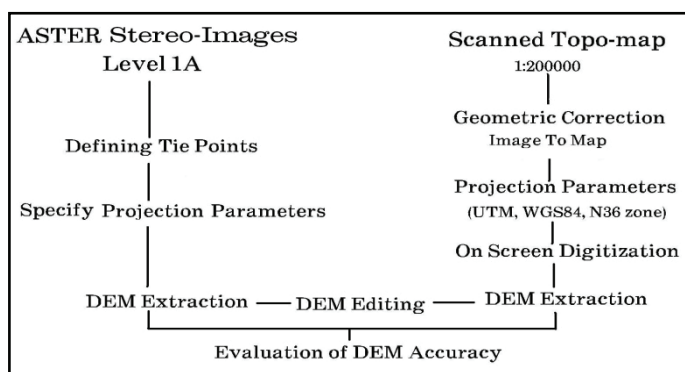 ASTER Stereo-Images
Level 1A
Defining Tie Points
Specify Projection Parameters
DEM Extraction
Scanned Topo-map
1:200000
Geometric Correction
Image To Map
Projection Parameters
(UTM, WGS84, N36 zone)
On Screen Digitization
DEM Extraction
DEM Editing
Evaluation of DEM Accuracy